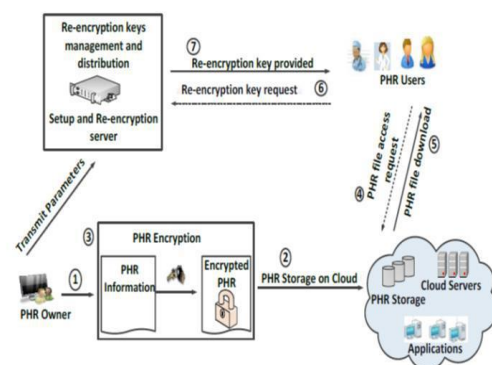 Re-encryption keys
management and
distribution
Setup and Re-encryption
server
⑦
Re-encryption key provided
Re-encryption key request
⑥
PHR Users
④
PHR file access
request
PHR file download
⑤
Transmit Parameters
PHR Owner
①
③
PHR Encryption
PHR
Information
Encrypted
PHR
②
PHR Storage on Cloud
Cloud Servers
PHR Storage
Applications